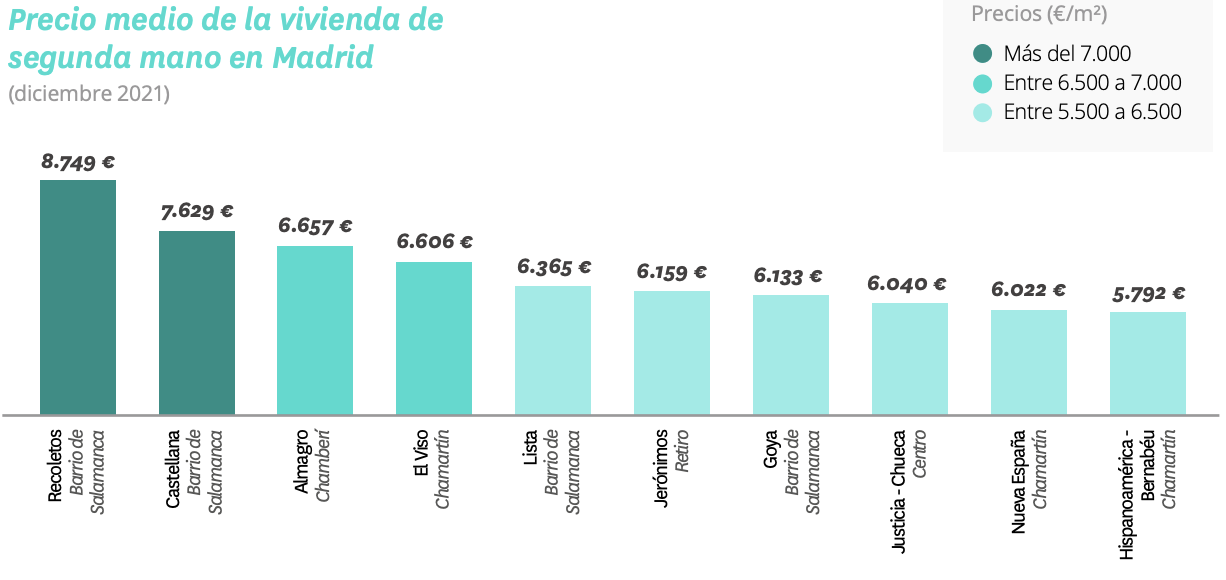 Precio medio de la vivienda de
segunda mano en Madrid
(diciembre 2021)
Precios (€/m²)
Más del 7.000
Entre 6.500 a 7.000
Entre 5.500 a 6.500
8.749 €
7.629 €
6.657 €
6.606 €
6.365 €
6.159 €
6.133 €
6.040 €
6.022 €
5.792 €
Recoletos
Barrio de
Salamanca
Castellana
Barrio de
Salamanca
Almagro
Chamberí
El Viso
Chamartín
Lista
Barrio de
Salamanca
Jerónimos
Retiro
Goya
Barrio de
Salamanca
Justicia - Chueca
Centro
Nueva España
Chamartín
Hispanoamérica -
Bernabéu
Chamartín